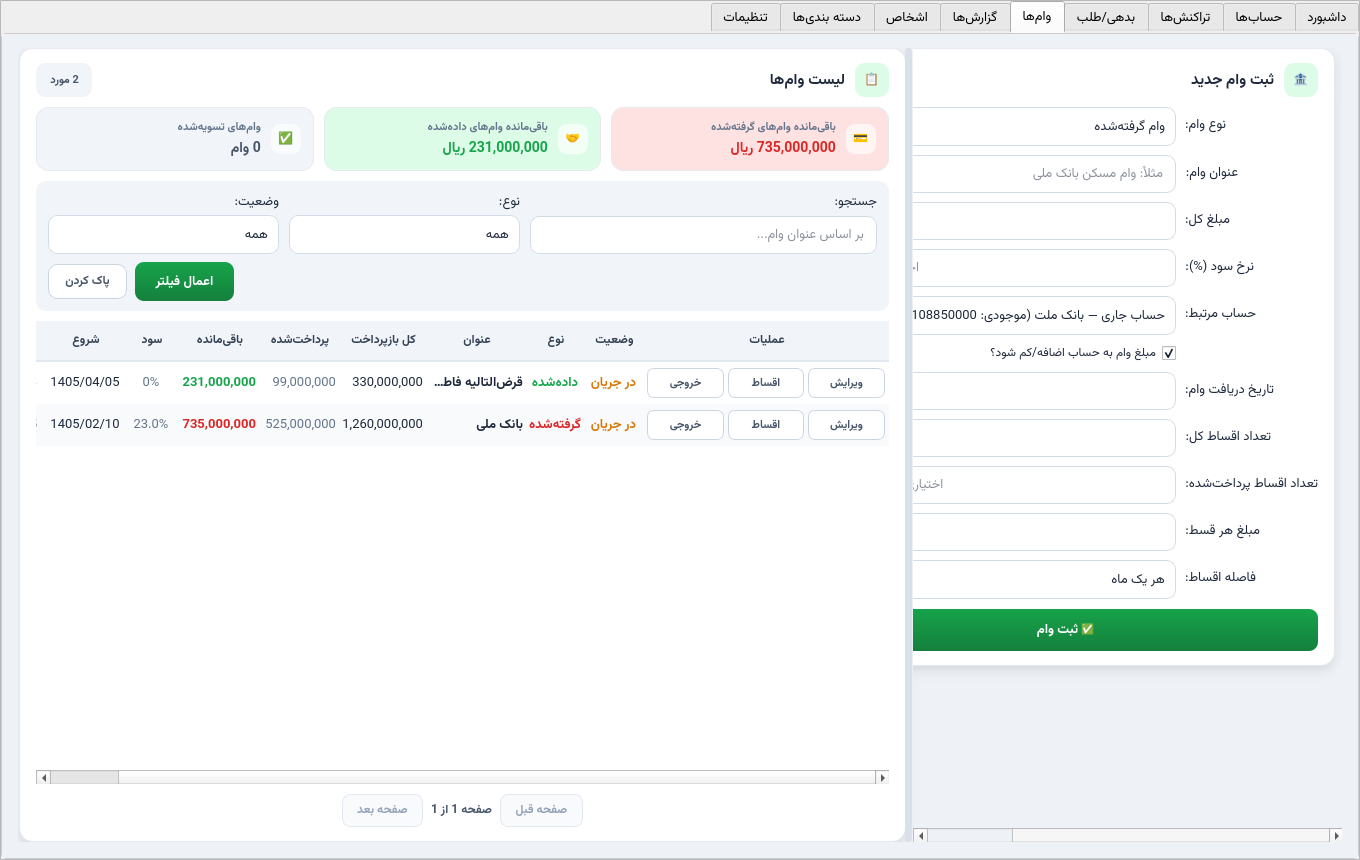 داشبورد حساب‌ها تراکنش‌ها بدهی/طلب وام‌ها گزارش‌ها اشخاص دسته بندی‌ها تنظیمات
ثبت وام جدید
نوع وام: وام گرفته‌شده
عنوان وام: مثلاً: وام مسکن بانک ملی
مبلغ کل:
نرخ سود (%):
حساب مرتبط: حساب جاری — بانک ملت (موجودی: 108850000
مبلغ وام به حساب اضافه/کم شود؟
تاریخ دریافت وام:
تعداد اقساط کل:
تعداد اقساط پرداخت‌شده: اختیاری
مبلغ هر قسط:
فاصله اقساط: هر یک ماه
✅ ثبت وام
لیست وام‌ها
2 مورد
باقی‌مانده وام‌های گرفته‌شده
735,000,000 ریال
باقی‌مانده وام‌های داده‌شده
231,000,000 ریال
وام‌های تسویه‌شده
0 وام
جستجو: نوع: وضعیت:
بر اساس عنوان وام... همه همه
اعمال فیلتر پاک کردن
عملیات وضعیت نوع عنوان کل بازپرداخت پرداخت‌شده باقی‌مانده سود شروع
ویرایش اقساط خروجی در جریان داده‌شده قرض‌التالیه فاط... 330,000,000 99,000,000 231,000,000 0% 1405/04/05
ویرایش اقساط خروجی در جریان گرفته‌شده بانک ملی 1,260,000,000 525,000,000 735,000,000 23.0% 1405/02/10
صفحه قبل صفحه 1 از 1 صفحه بعد